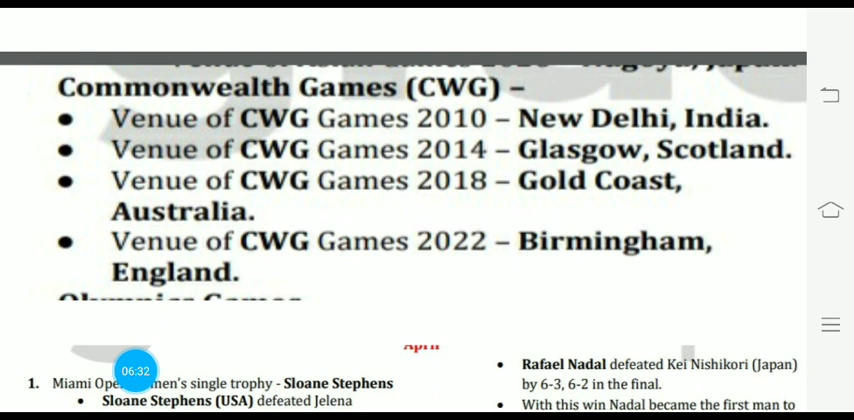 Commonwealth Games (CWG) –
● Venue of CWG Games 2010 – New Delhi, India.
● Venue of CWG Games 2014 – Glasgow, Scotland.
● Venue of CWG Games 2018 – Gold Coast,
Australia.
● Venue of CWG Games 2022 – Birmingham,
England.
April
1. Miami men's single trophy - Sloane Stephens
• Sloane Stephens (USA) defeated Jelena
06:32
• Rafael Nadal defeated Kei Nishikori (Japan)
by 6-3, 6-2 in the final.
• With this win Nadal became the first man to